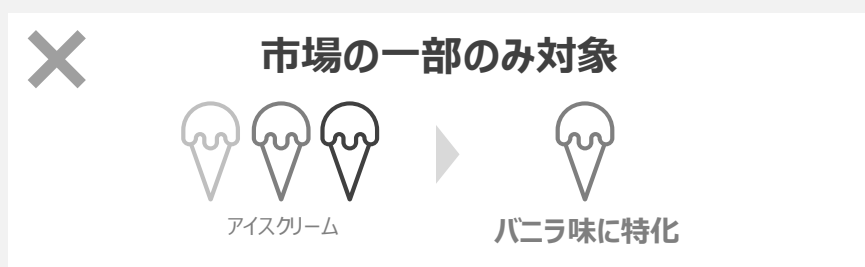 市場の一部のみ対象
アイスクリーム
バニラ味に特化